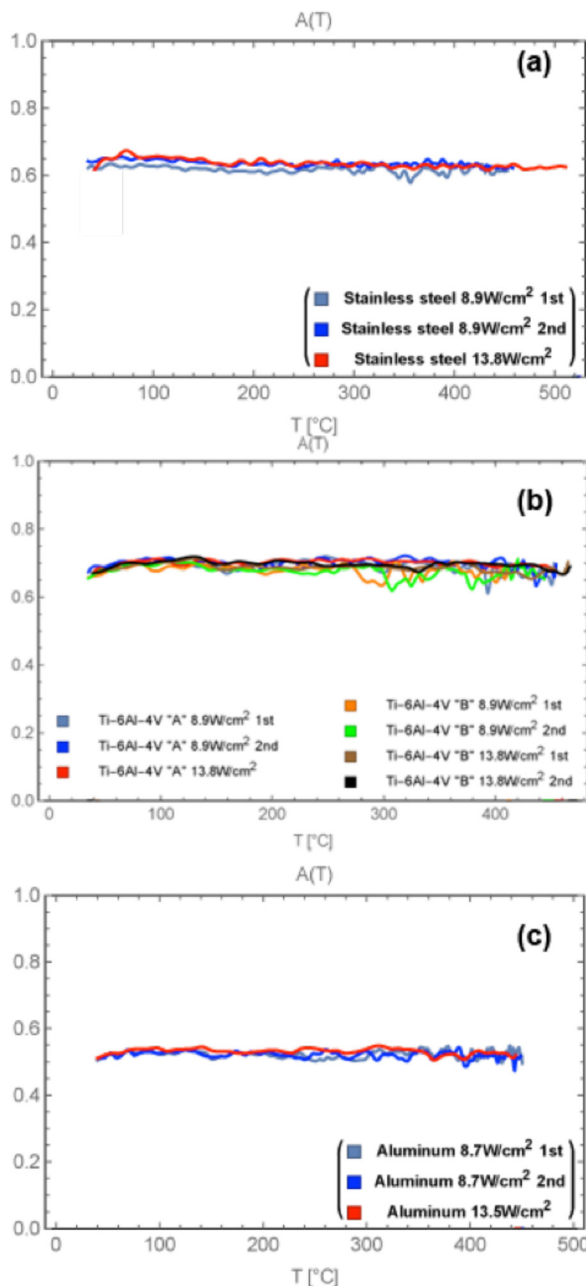 A(T)
(a)
1.0
0.8
0.6
0.4
0.2
0.0
Stainless steel 8.9W/cm² 1st
Stainless steel 8.9W/cm² 2nd
Stainless steel 13.8W/cm²
0 100 200 300 400 500
T [°C]
A(T)
(b)
1.0
0.8
0.6
0.4
0.2
0.0
Ti-6Al-4V "A" 8.9W/cm² 1st
Ti-6Al-4V "A" 8.9W/cm² 2nd
Ti-6Al-4V "A" 13.8W/cm²
Ti-6Al-4V "B" 8.9W/cm² 1st
Ti-6Al-4V "B" 8.9W/cm² 2nd
Ti-6Al-4V "B" 13.8W/cm² 1st
Ti-6Al-4V "B" 13.8W/cm² 2nd
0 100 200 300 400
T [°C]
A(T)
(c)
1.0
0.8
0.6
0.4
0.2
0.0
Aluminum 8.7W/cm² 1st
Aluminum 8.7W/cm² 2nd
Aluminum 13.5W/cm²
0 100 200 300 400 500
T [°C]